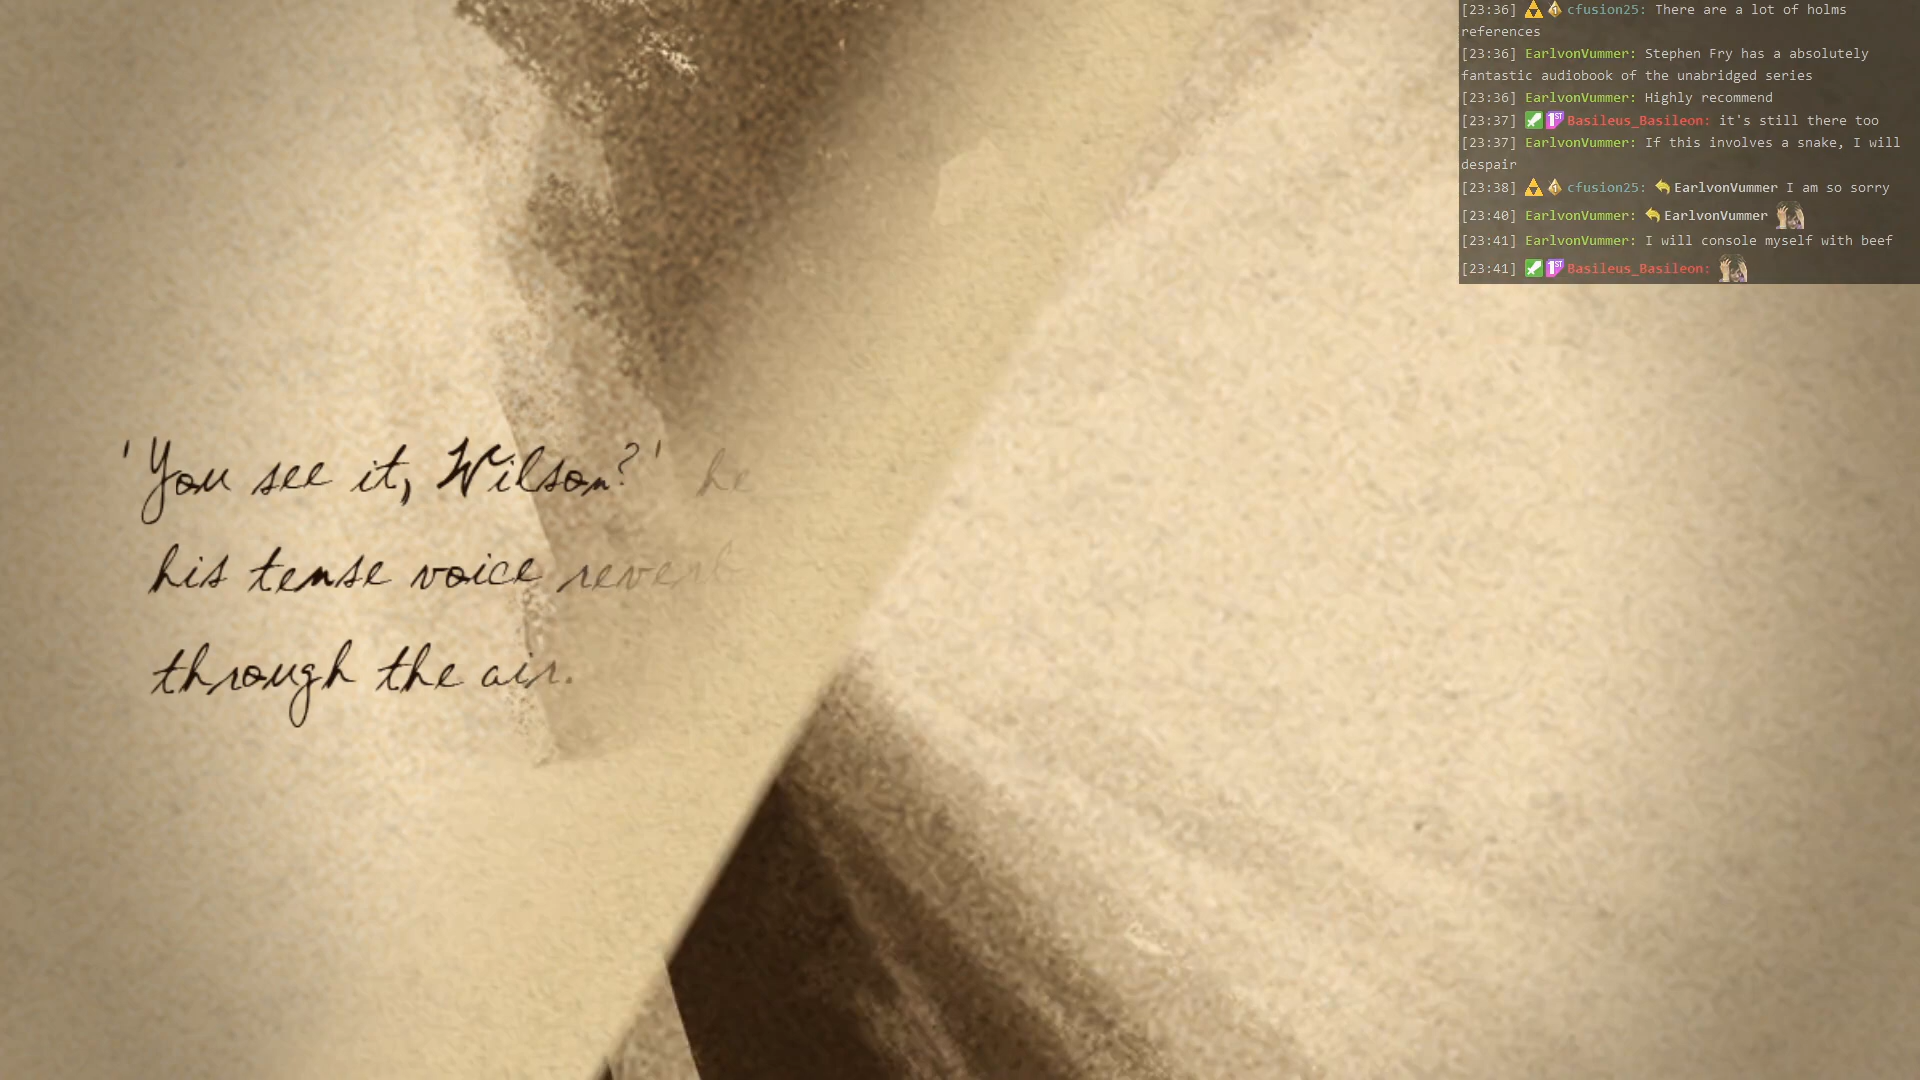 'You see it, Wilson?' he
his tense voice
through the air.
[23:36] cfusion25: There are a lot of holms
references
[23:36] EarlvonVummer: Stephen Fry has a absolutely
fantastic audiobook of the unabridged series
[23:36] EarlvonVummer: Highly recommend
[23:37] 1ST Basileus_Basileon: it's still there too
[23:37] EarlvonVummer: If this involves a snake, I will
despair
[23:38] cfusion25: EarlvonVummer I am so sorry
[23:40] EarlvonVummer: EarlvonVummer
[23:41] EarlvonVummer: I will console myself with beef
[23:41] 1ST Basileus_Basileon: